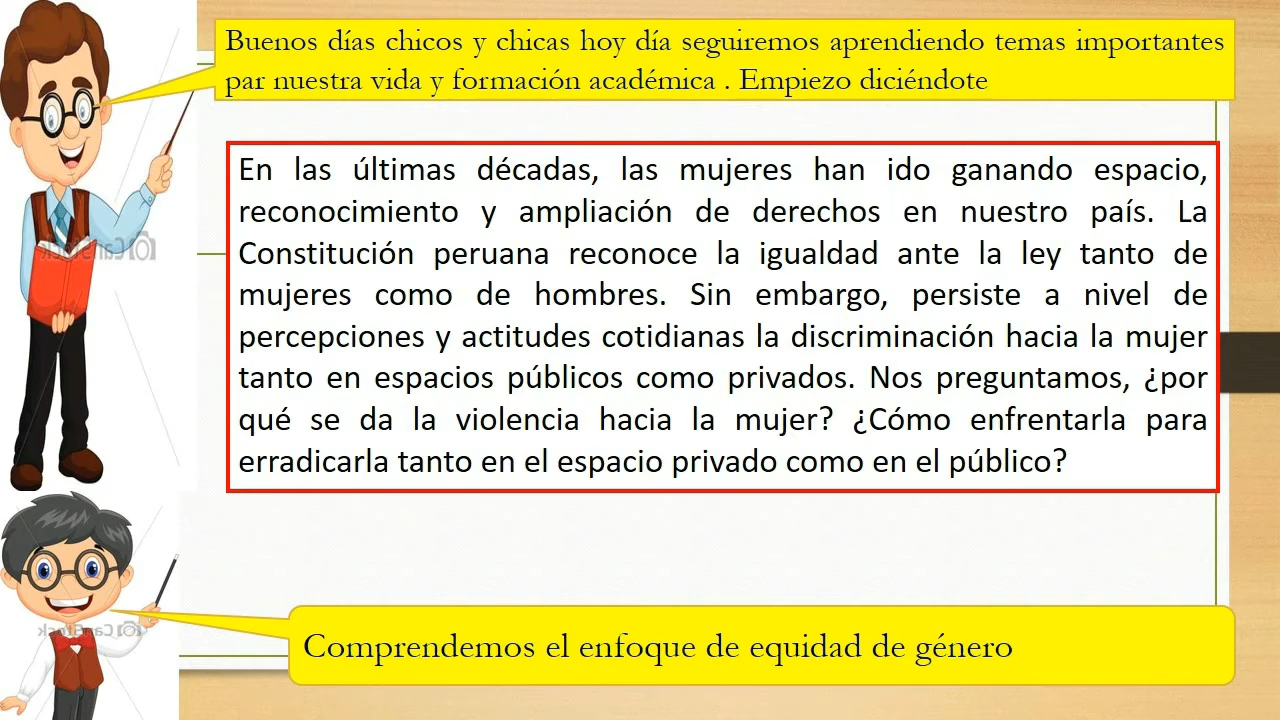 Buenos días chicos y chicas hoy día seguiremos aprendiendo temas importantes
par nuestra vida y formación académica . Empiezo diciéndote
En las últimas décadas, las mujeres han ido ganando espacio,
reconocimiento y ampliación de derechos en nuestro país. La
Constitución peruana reconoce la igualdad ante la ley tanto de
mujeres como de hombres. Sin embargo, persiste a nivel de
percepciones y actitudes cotidianas la discriminación hacia la mujer
tanto en espacios públicos como privados. Nos preguntamos, ¿por
qué se da la violencia hacia la mujer? ¿Cómo enfrentarla para
erradicarla tanto en el espacio privado como en el público?
Comprendemos el enfoque de equidad de género